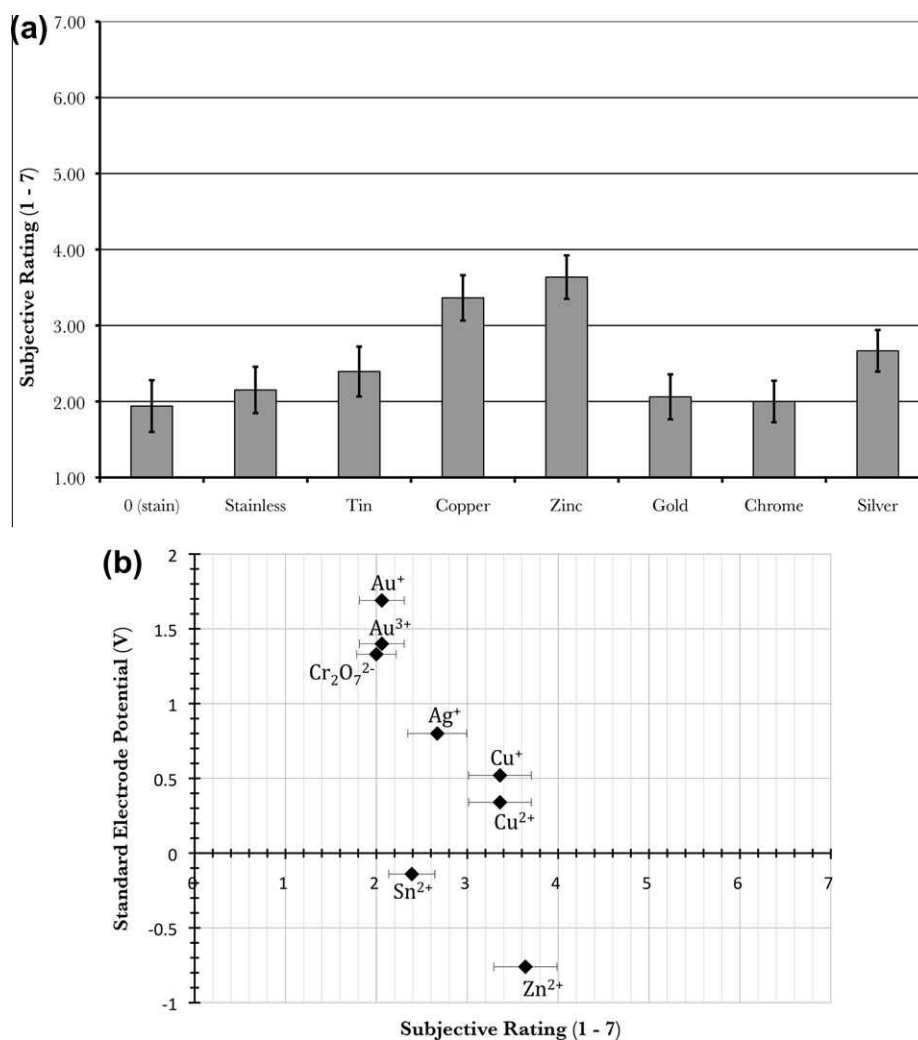 (a)
7.00
6.00
5.00
4.00
3.00
2.00
1.00
Subjective Rating (1 - 7)
0 (stain) Stainless Tin Copper Zinc Gold Chrome Silver
(b)
2
1.5
1
0.5
0
-0.5
-1
Standard Electrode Potential (V)
Au⁺
Au³⁺
Cr₂O₇²⁻
Ag⁺
Cu⁺
Cu²⁺
0 1 2 3 4 5 6 7
Sn²⁺
Zn²⁺
Subjective Rating (1 - 7)